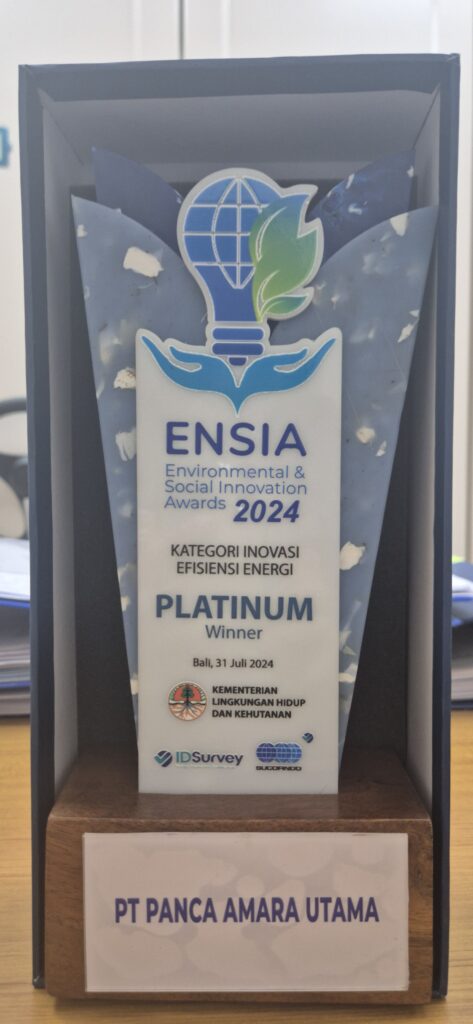 ENSIA
Environmental &
Social Innovation
Awards 2024
KATEGORI INOVASI
EFISIENSI ENERGI
PLATINUM
Winner
Bali, 31 Juli 2024
KEMENTERIAN
LINGKUNGAN HIDUP
DAN KEHUTANAN
IDSurvey
SUCOFINDO
PT PANCA AMARA UTAMA